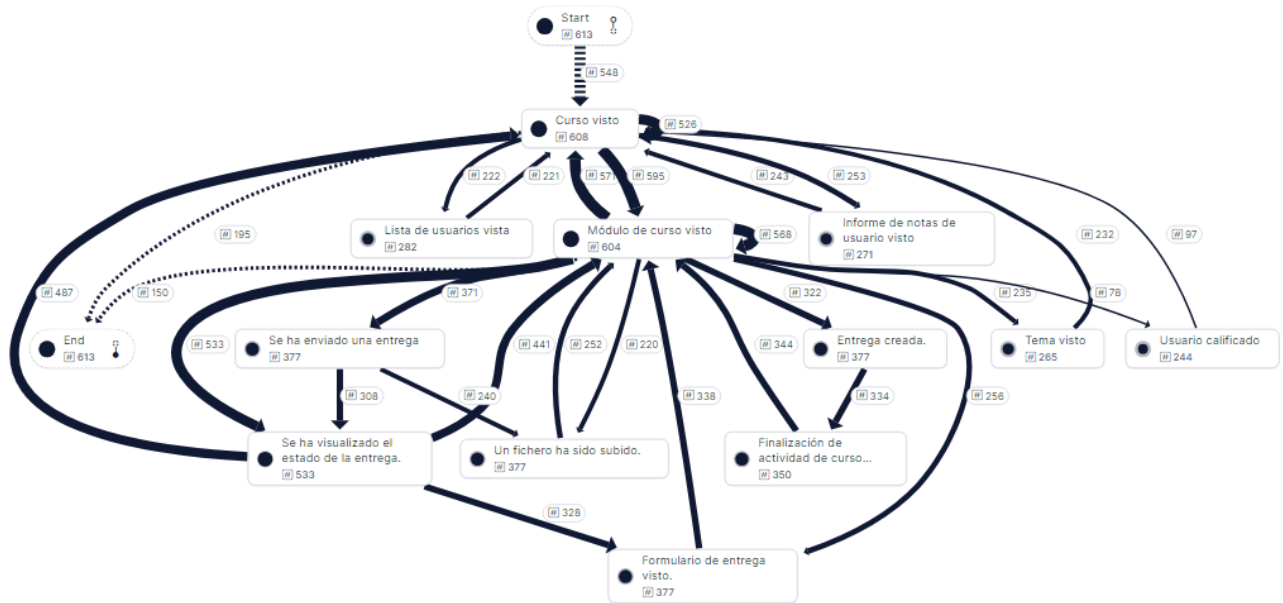 Start
613
548
Curso visto
608
526
222
221
571
595
243
253
Lista de usuarios vista
282
Módulo de curso visto
604
568
Informe de notas de
usuario visto
271
195
232
97
487
150
371
322
235
78
End
613
533
Se ha enviado una entrega
377
441
252
220
344
Entrega creada.
377
Tema visto
265
Usuario calificado
244
308
240
338
334
256
Se ha visualizado el
estado de la entrega.
533
Un fichero ha sido subido.
377
Finalización de
actividad de curso...
350
328
Formulario de entrega
visto.
377